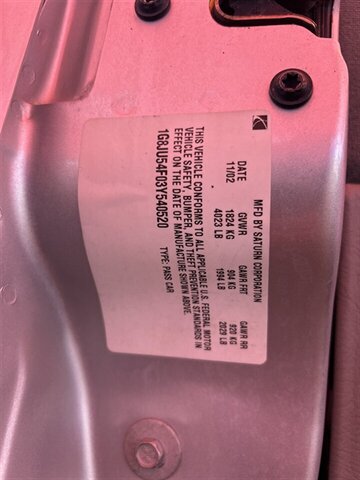 MFD BY SATURN CORPORATION
DATE GVWR GAWR FRT GAWR RR
11/02 1824 KG 904 KG 920 KG
4023 LB 1994 LB 2029 LB
THIS VEHICLE CONFORMS TO ALL APPLICABLE U.S. FEDERAL MOTOR
VEHICLE SAFETY, BUMPER, AND THEFT PREVENTION STANDARDS IN
EFFECT ON THE DATE OF MANUFACTURE SHOWN ABOVE.
1G8JU54F03Y540520 TYPE: PASS CAR